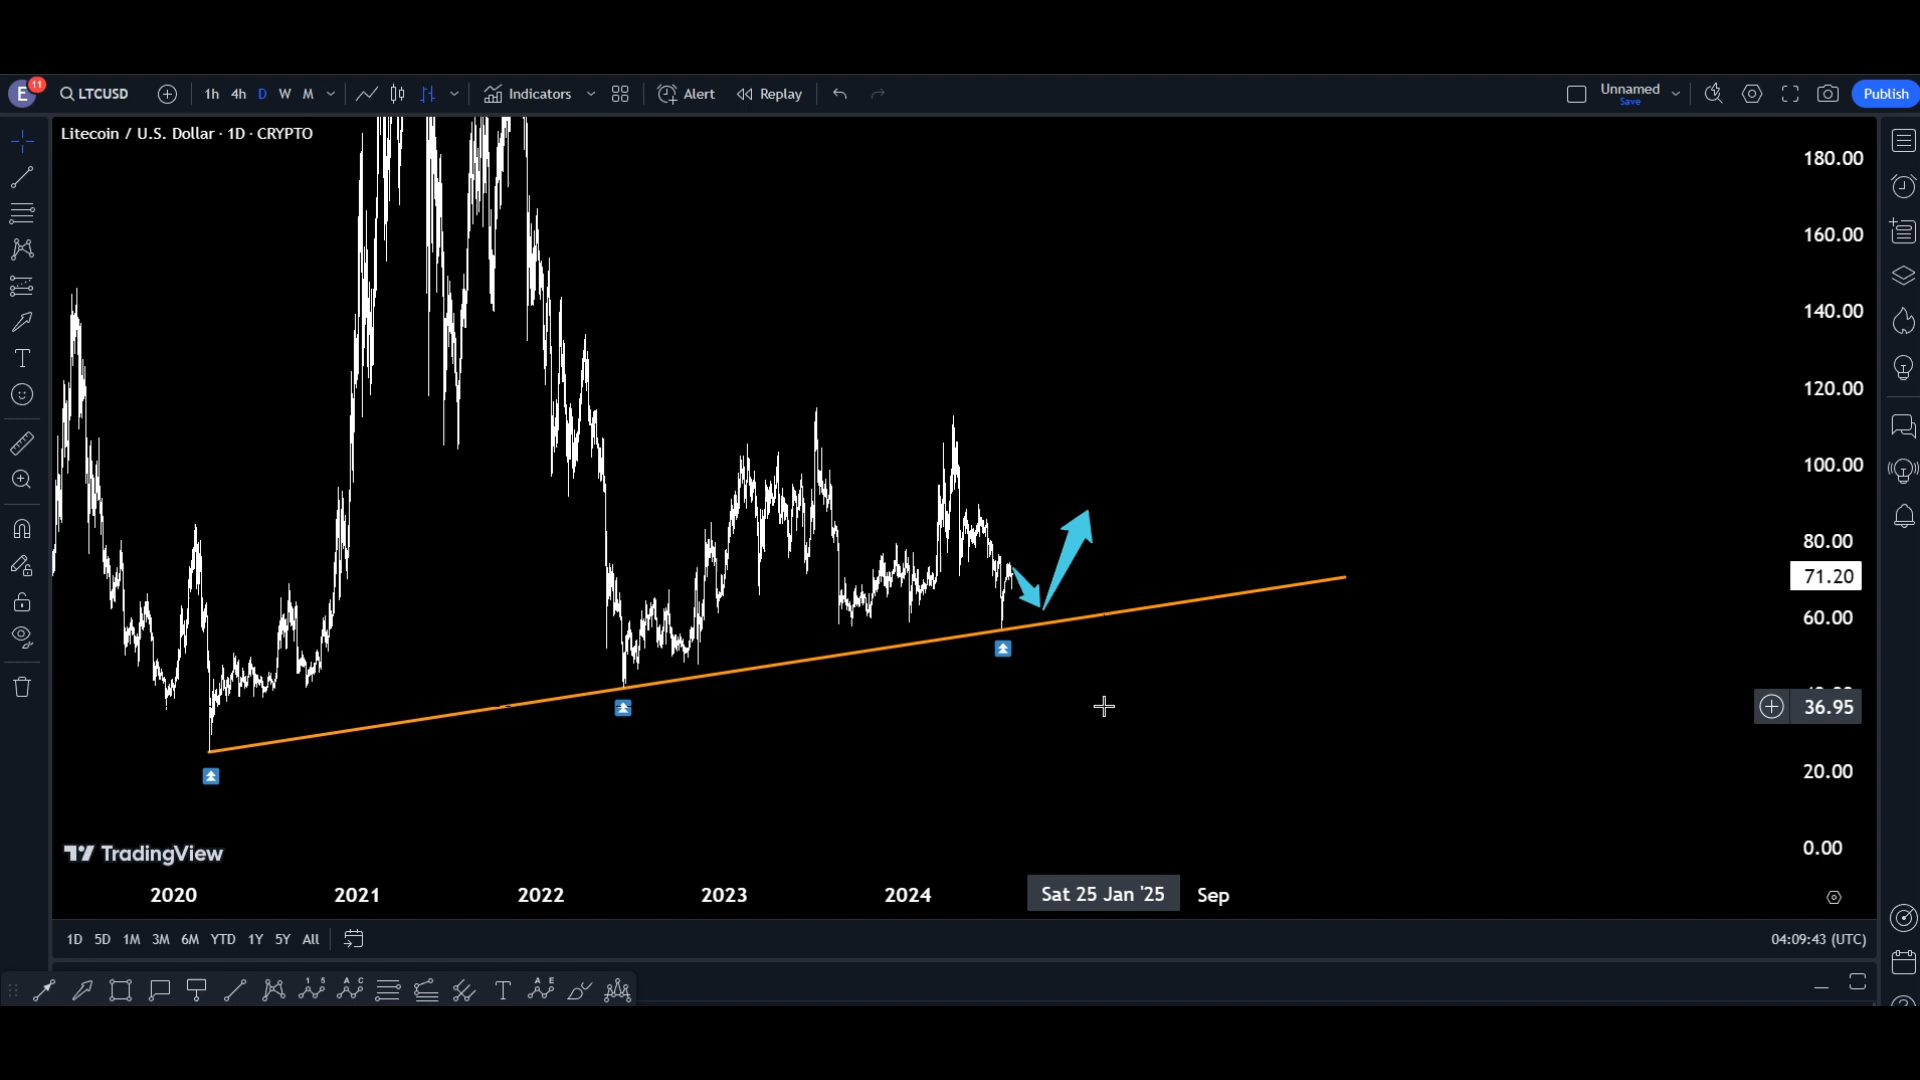 E 11 LTCUSD 1h 4h D W M Indicators Alert Replay Unnamed Save Publish
Litecoin / U.S. Dollar · 1D · CRYPTO
180.00
160.00
140.00
120.00
100.00
80.00
71.20
60.00
36.95
20.00
0.00
TradingView
2020 2021 2022 2023 2024 Sat 25 Jan '25 Sep
1D 5D 1M 3M 6M YTD 1Y 5Y All 04:09:43 (UTC)